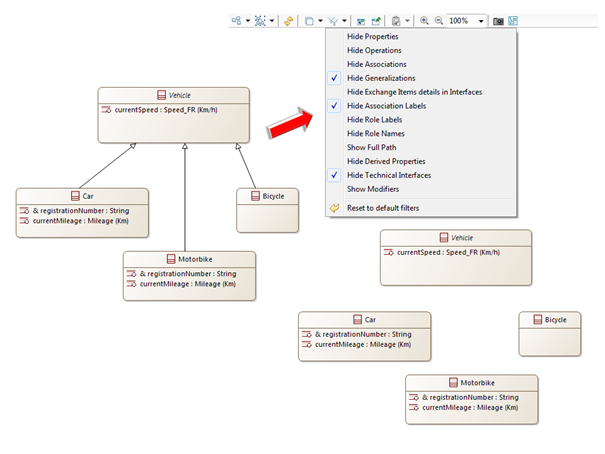 100%
Hide Properties
Hide Operations
Hide Associations
Hide Generalizations
Hide Exchange Items details in Interfaces
Hide Association Labels
Hide Role Labels
Hide Role Names
Show Full Path
Hide Derived Properties
Hide Technical Interfaces
Show Modifiers
Reset to default filters
Vehicle
currentSpeed : Speed_FR (Km/h)
Car
& registrationNumber : String
currentMileage : Mileage (Km)
Bicycle
Motorbike
& registrationNumber : String
currentMileage : Mileage (Km)
Vehicle
currentSpeed : Speed_FR (Km/h)
Car
& registrationNumber : String
currentMileage : Mileage (Km)
Bicycle
Motorbike
& registrationNumber : String
currentMileage : Mileage (Km)